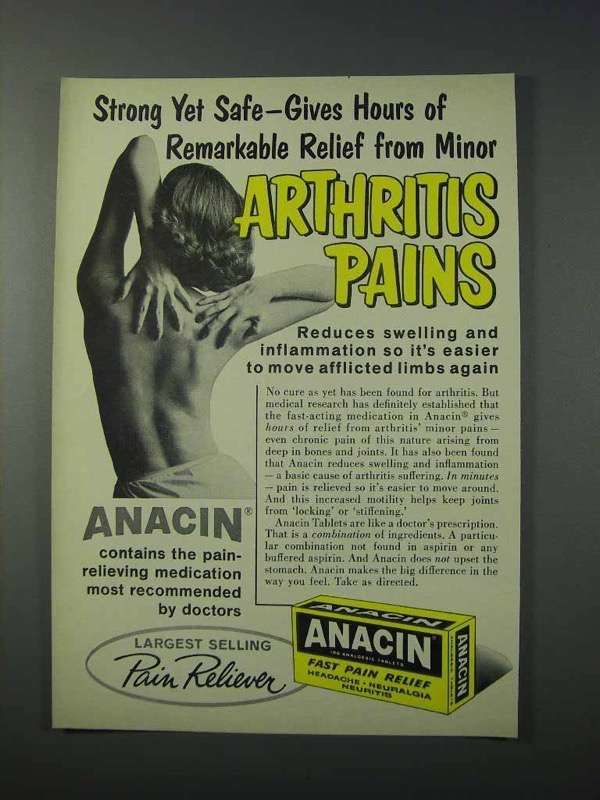 Strong Yet Safe—Gives Hours of
Remarkable Relief from Minor
ARTHRITIS
PAINS
Reduces swelling and
inflammation so it's easier
to move afflicted limbs again
No cure as yet has been found for arthritis. But
medical research has definitely established that
the fast-acting medication in Anacin® gives
hours of relief from arthritis' minor pains—
even chronic pain of this nature arising from
deep in bones and joints. It has also been found
that Anacin reduces swelling and inflammation
—a basic cause of arthritis suffering. In minutes
—pain is relieved so it's easier to move around.
And this increased motility helps keep joints
from 'locking' or 'stiffening.'
Anacin Tablets are like a doctor's prescription.
That is a combination of ingredients. A particu-
lar combination not found in aspirin or any
buffered aspirin. And Anacin does not upset the
stomach. Anacin makes the big difference in the
way you feel. Take as directed.
ANACIN®
contains the pain-
relieving medication
most recommended
by doctors
LARGEST SELLING
Pain Reliever
ANACIN
ANACIN®
100 ANALGESIC TABLETS
FAST PAIN RELIEF
HEADACHE • NEURALGIA
NEURITIS
ANACIN